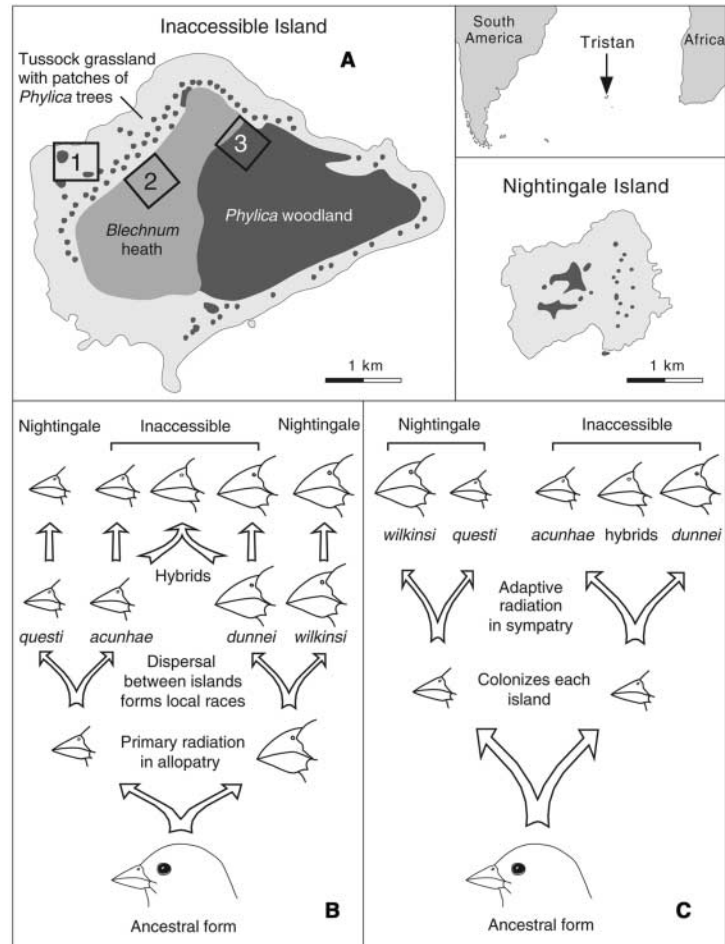 Inaccessible Island
A
Tussock grassland
with patches of
Phylica trees
1
2
3
Blechnum
heath
Phylica woodland
1 km
South
America
Tristan
Africa
Nightingale Island
1 km
Nightingale
Inaccessible
Nightingale
Hybrids
questi
acunhae
dunnei
wilkinsi
Dispersal
between islands
forms local races
Primary radiation
in allopatry
Ancestral form
B
Nightingale
Inaccessible
wilkinsi
questi
acunhae
hybrids
dunnei
Adaptive
radiation
in sympatry
Colonizes each
island
Ancestral form
C